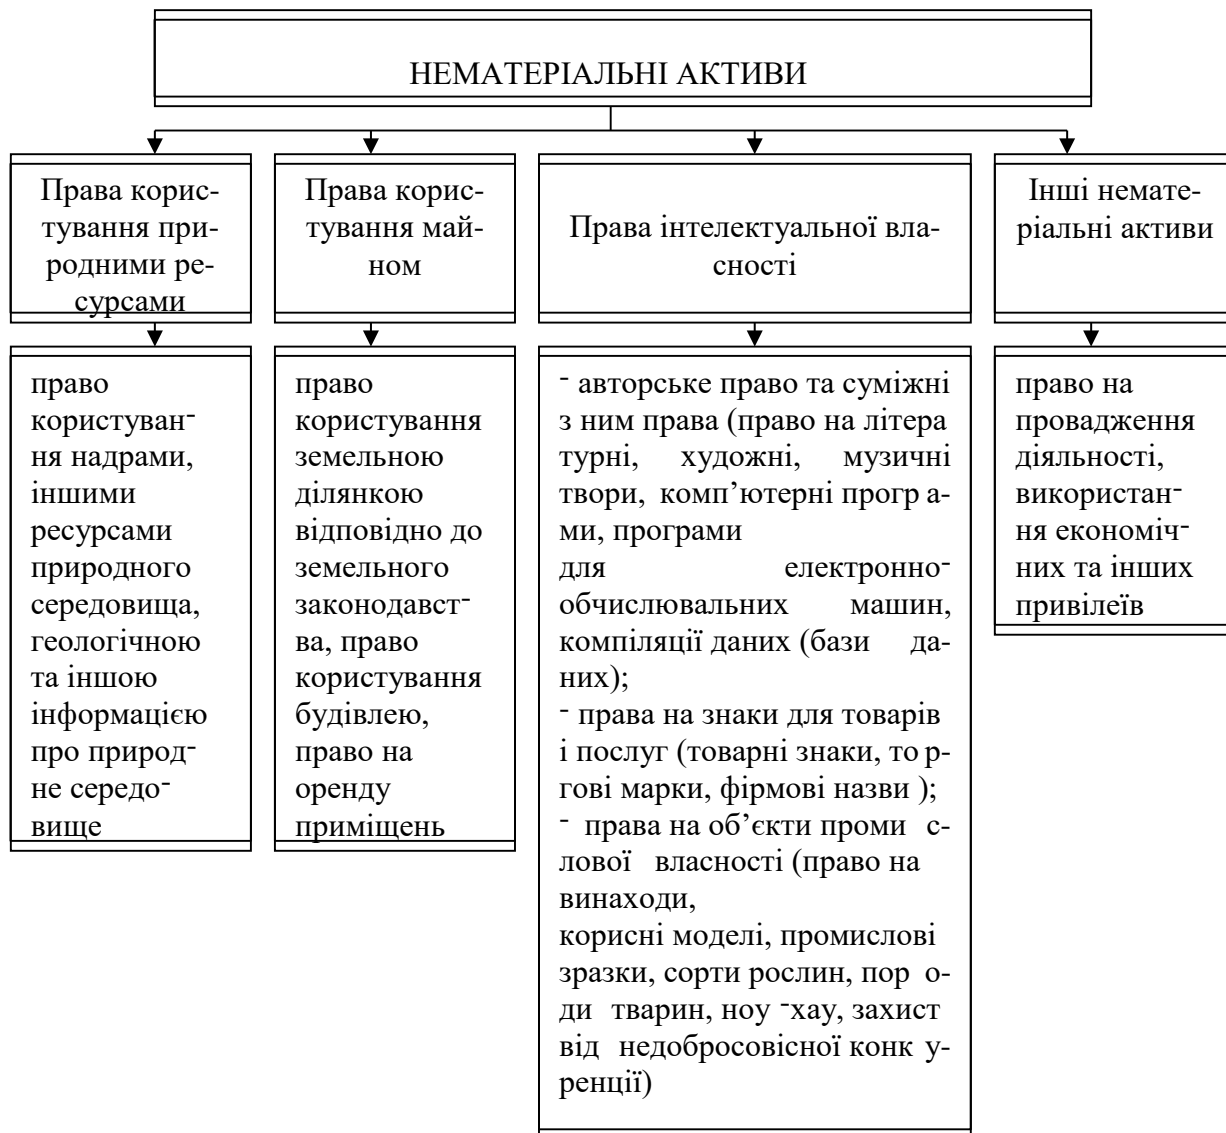 НЕМАТЕРІАЛЬНІ АКТИВИ
Права корис-
тування при-
родними ре-
сурсами
Права корис-
тування май-
ном
Права інтелектуальної вла-
сності
Інші немате-
ріальні активи
право
користуван-
ня надрами,
іншими
ресурсами
природного
середовища,
геологічною
та іншою
інформацією
про природ-
не середо-
вище
право
користування
земельною
ділянкою
відповідно до
земельного
законодавст-
ва, право
користування
будівлею,
право на
оренду
приміщень
- авторське право та суміжні
з ним права (право на літера
турні, художні, музичні
твори, комп’ютерні прогр а-
ми, програми
для електронно-
обчислювальних машин,
компіляції даних (бази да-
них);
- права на знаки для товарів
і послуг (товарні знаки, то р-
гові марки, фірмові назви );
- права на об’єкти проми с-
лової власності (право на
винаходи,
корисні моделі, промислові
зразки, сорти рослин, пор о-
ди тварин, ноу -хау, захист
від недобросовісної конк у-
ренції)
право на
провадження
діяльності,
використан-
ня економіч-
них та інших
привілеїв